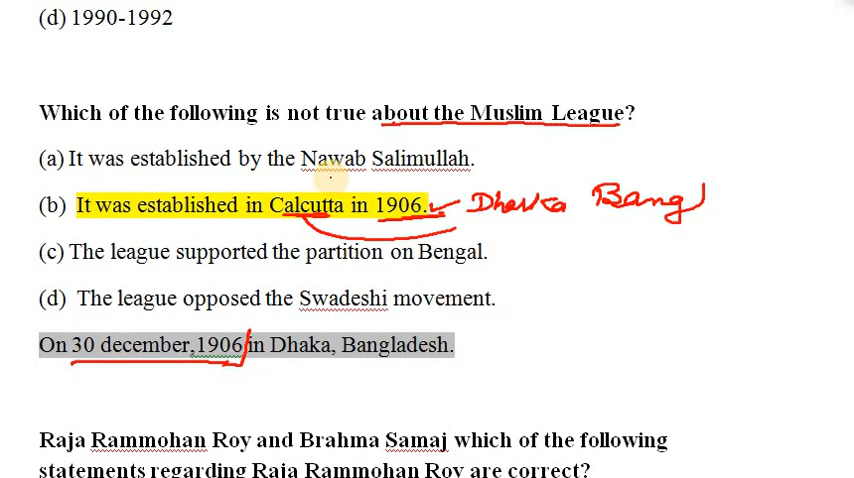 (d) 1990-1992
Which of the following is not true about the Muslim League?
(a) It was established by the Nawab Salimullah.
(b) It was established in Calcutta in 1906. Dhaka Bangl
(c) The league supported the partition on Bengal.
(d) The league opposed the Swadeshi movement.
On 30 december,1906 in Dhaka, Bangladesh.
Raja Rammohan Roy and Brahma Samaj which of the following
statements regarding Raja Rammohan Roy are correct?